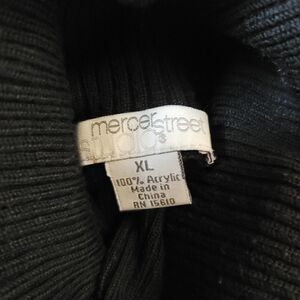 mercer street
studio
XL
100% Acrylic
Made in
China
RN 15610